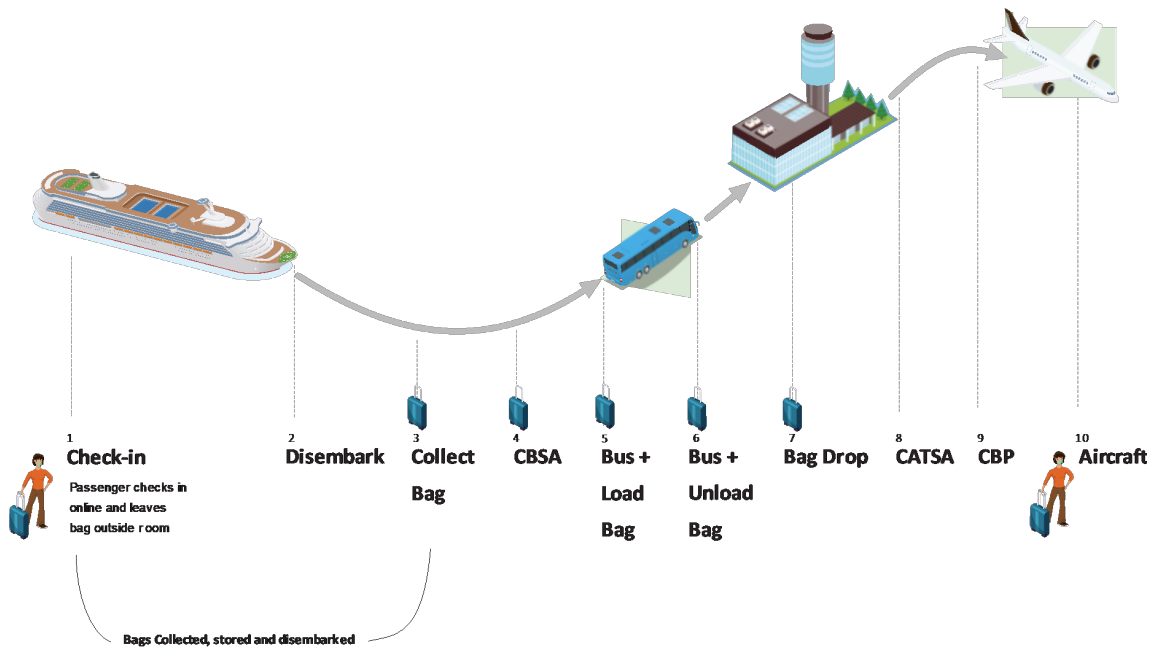 1
Check-in
Passenger checks in
online and leaves
bag outside room
2
Disembark
3
Collect
Bag
4
CBSA
5
Bus +
Load
Bag
6
Bus +
Unload
Bag
7
Bag Drop
8
CATSA
9
CBP
10
Aircraft
Bags Collected, stored and disembarked